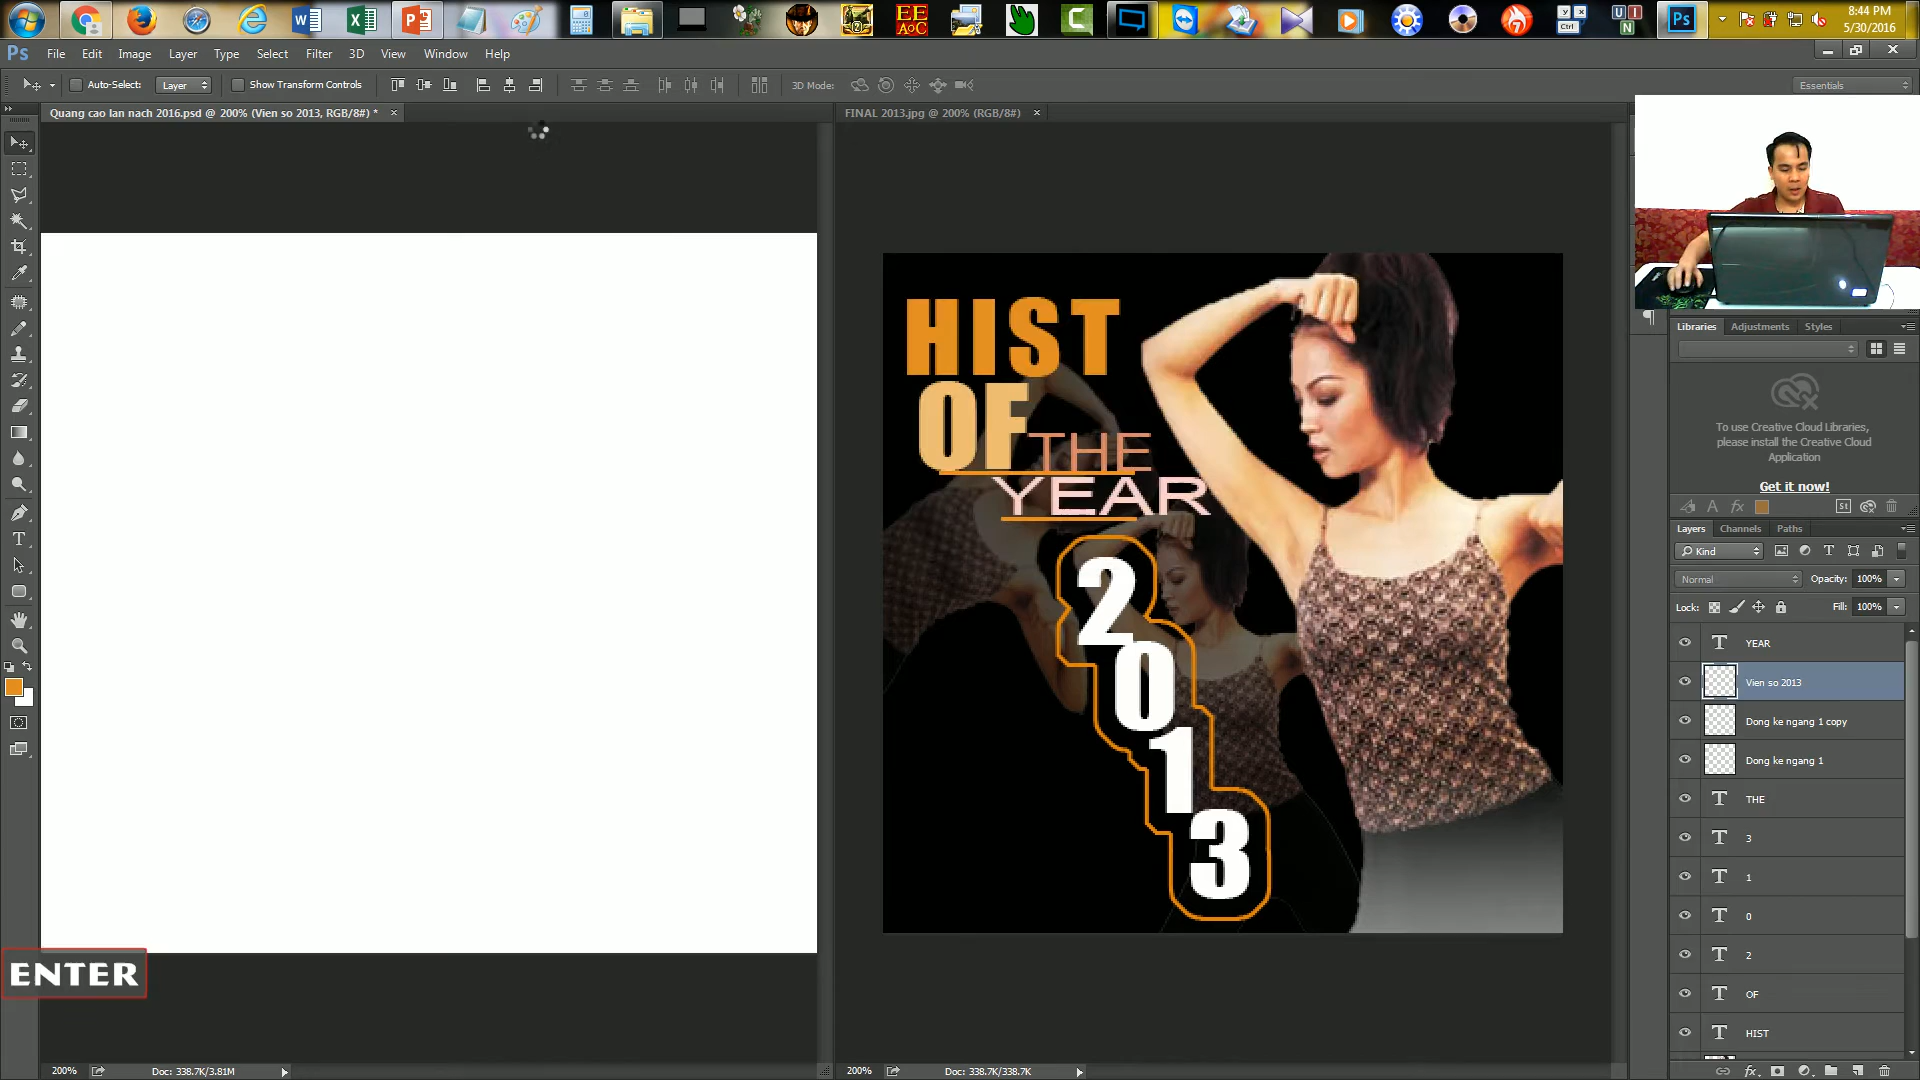 8:44 PM
5/30/2016
Ps File Edit Image Layer Type Select Filter 3D View Window Help
Auto-Select: Layer Show Transform Controls 3D Mode: Essentials
Quang cao lan nach 2016.psd @ 200% (Vien so 2013, RGB/8#) * ×
FINAL 2013.jpg @ 200% (RGB/8#) ×
HIST
OF
THE
YEAR
2
0
1
3
Libraries Adjustments Styles
To use Creative Cloud Libraries,
please install the Creative Cloud
Application
Get it now!
Layers Channels Paths
Kind
Normal Opacity: 100%
Lock: Fill: 100%
YEAR
Vien so 2013
Dong ke ngang 1 copy
Dong ke ngang 1
THE
3
1
0
2
OF
HIST
ENTER
200% Doc: 338.7K/3.81M
200% Doc: 338.7K/338.7K